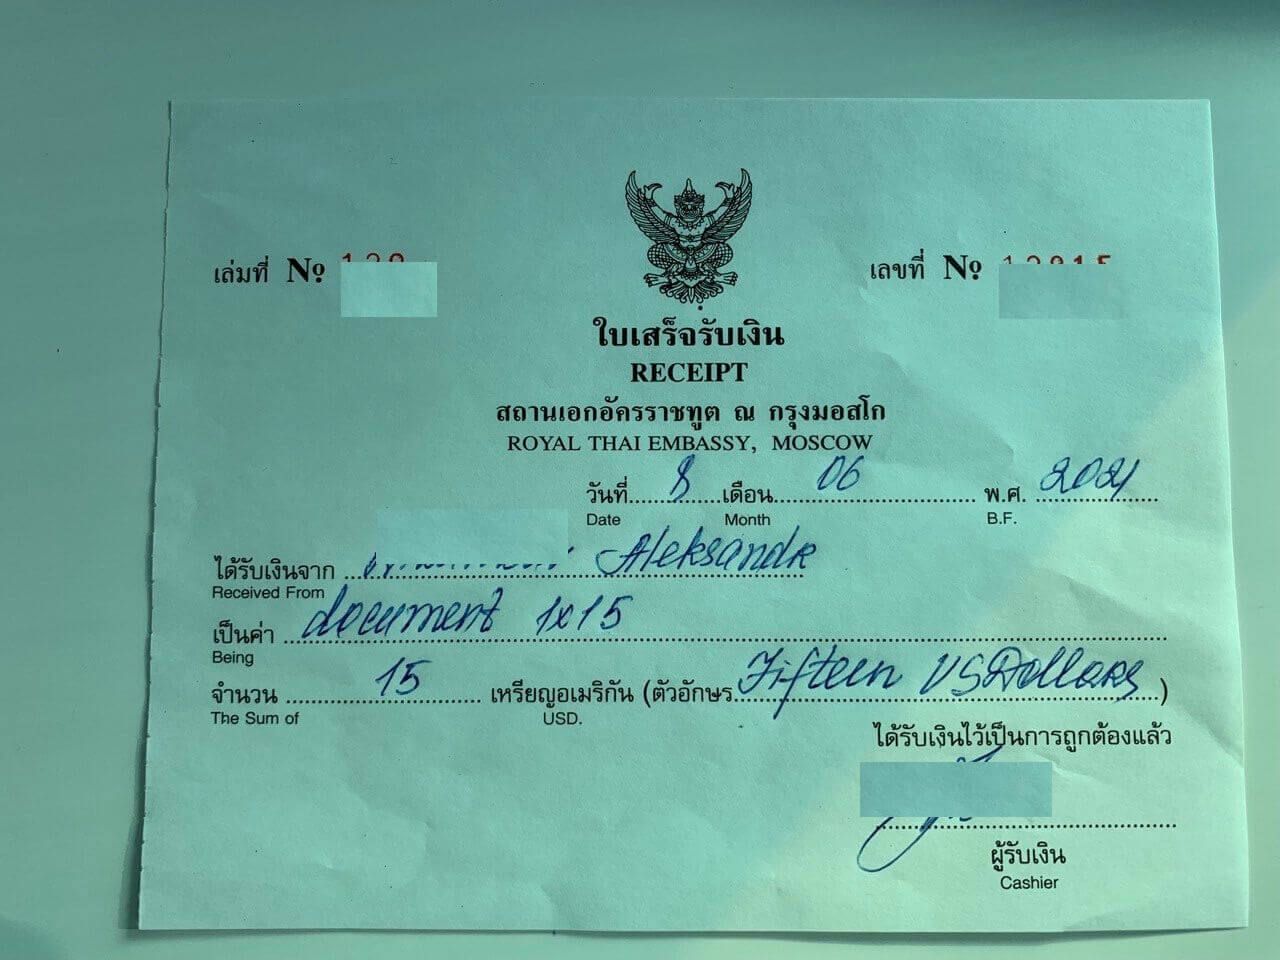 เล่มที่ No
เลขที่ No
ใบเสร็จรับเงิน
RECEIPT
สถานเอกอัครราชทูต ณ กรุงมอสโก
ROYAL THAI EMBASSY, MOSCOW
วันที่ 8 เดือน 06 พ.ศ. 2021
Date Month B.F.
ได้รับเงินจาก Aleksandr
Received From
เป็นค่า document 1x15
Being
จำนวน 15 เหรียญอเมริกัน (ตัวอักษร Fifteen US Dollars)
The Sum of USD.
ได้รับเงินไว้เป็นการถูกต้องแล้ว
ผู้รับเงิน
Cashier